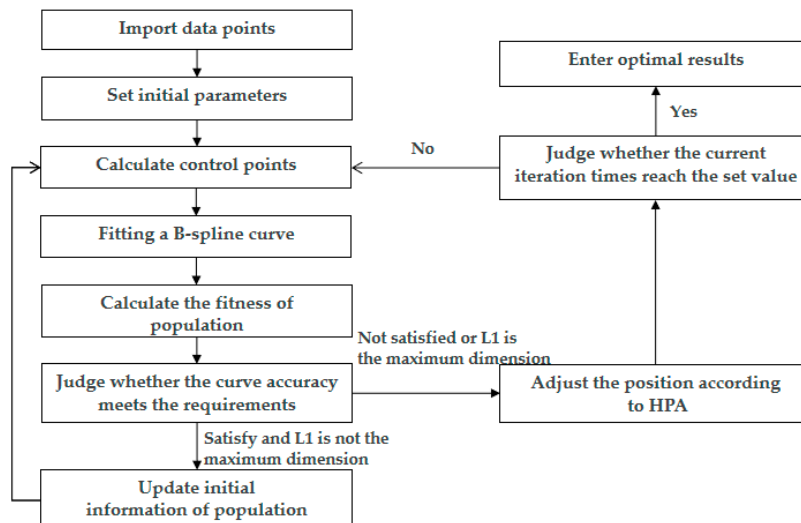 Import data points
Set initial parameters
Calculate control points
Fitting a B-spline curve
Calculate the fitness of
population
Judge whether the curve accuracy
meets the requirements
Satisfy and L1 is not the
maximum dimension
Update initial
information of population
Not satisfied or L1 is
the maximum dimension
Adjust the position according
to HPA
Judge whether the current
iteration times reach the set value
No
Yes
Enter optimal results